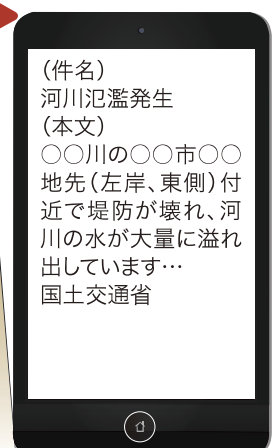 （件名）
河川氾濫発生
（本文）
○○川の○○市○○
地先（左岸、東側）付
近で堤防が壊れ、河
川の水が大量に溢れ
出しています…
国土交通省